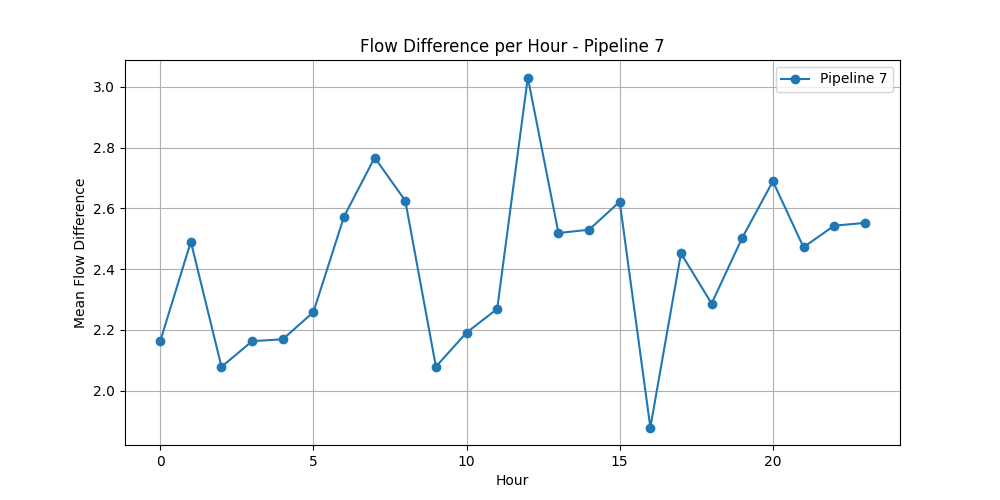 Flow Difference per Hour - Pipeline 7
Pipeline 7
3.0
2.8
2.6
2.4
2.2
2.0
Mean Flow Difference
0 5 10 15 20
Hour